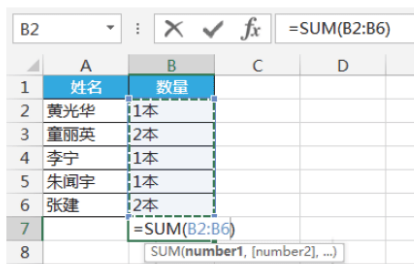 B2 fx =SUM(B2:B6)
A B C D
1 姓名 数量
2 黄光华 1本
3 童丽英 2本
4 李宁 1本
5 朱闻宇 1本
6 张建 2本
7 =SUM(B2:B6)
8 SUM(number1, [number2], ...)